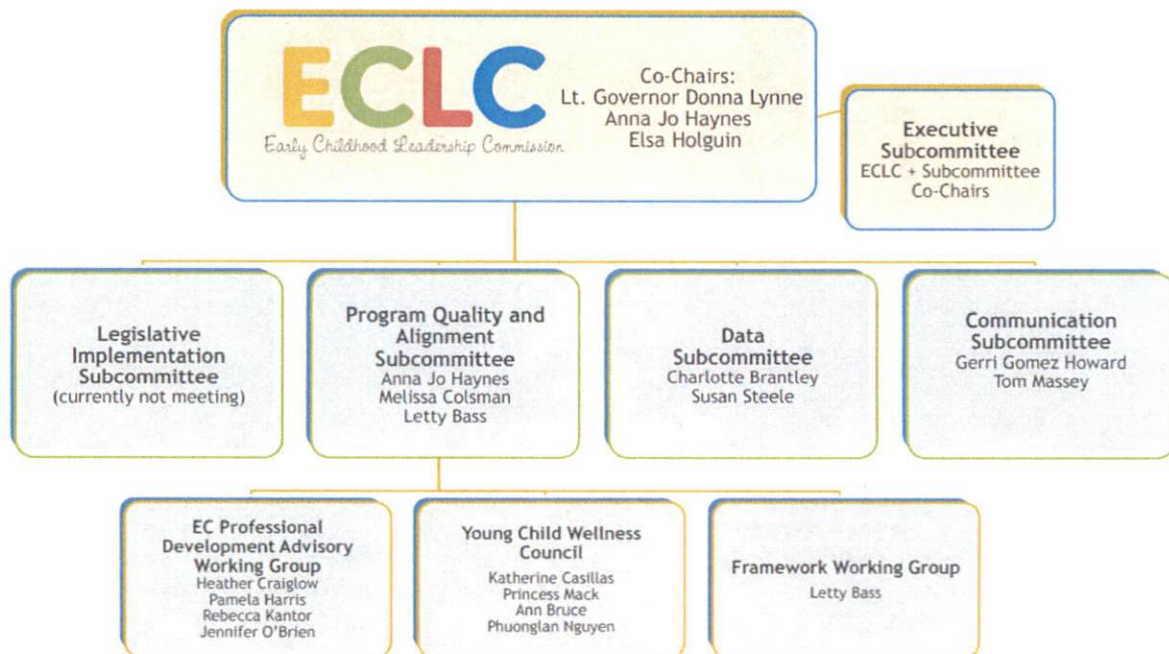 ECLC
Early Childhood Leadership Commission
Co-Chairs:
Lt. Governor Donna Lynne
Anna Jo Haynes
Elsa Holguin
Executive
Subcommittee
ECLC + Subcommittee
Co-Chairs
Legislative
Implementation
Subcommittee
(currently not meeting)
Program Quality and
Alignment
Subcommittee
Anna Jo Haynes
Melissa Colsman
Letty Bass
Data
Subcommittee
Charlotte Brantley
Susan Steele
Communication
Subcommittee
Gerri Gomez Howard
Tom Massey
EC Professional
Development Advisory
Working Group
Heather Craiglow
Pamela Harris
Rebecca Kantor
Jennifer O'Brien
Young Child Wellness
Council
Katherine Casillas
Princess Mack
Ann Bruce
Phuonglan Nguyen
Framework Working Group
Letty Bass